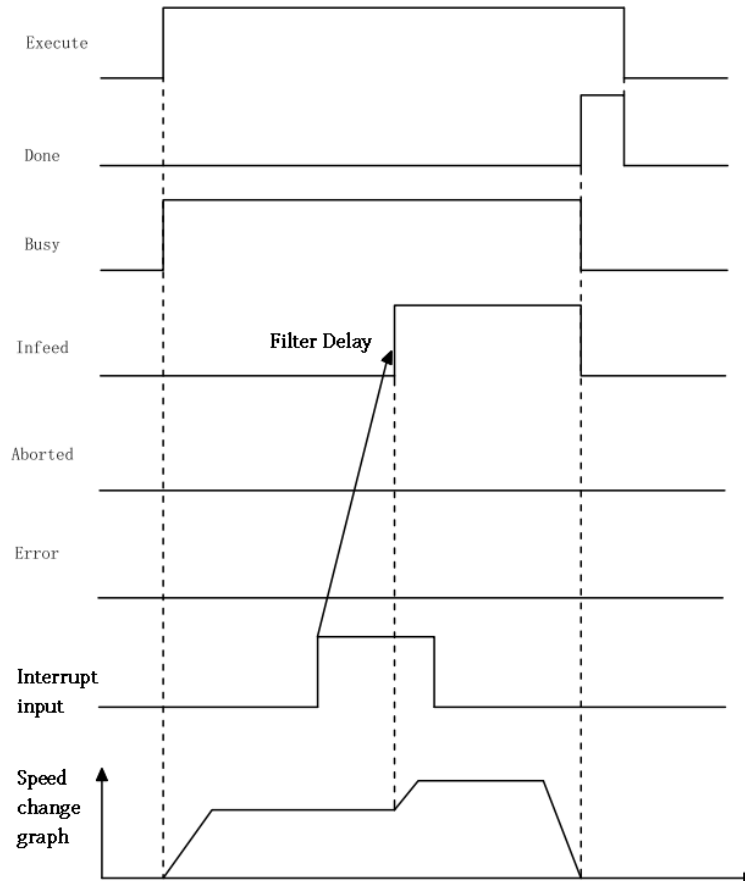 Execute
Done
Busy
Infeed
Filter Delay
Aborted
Error
Interrupt
input
Speed
change
graph